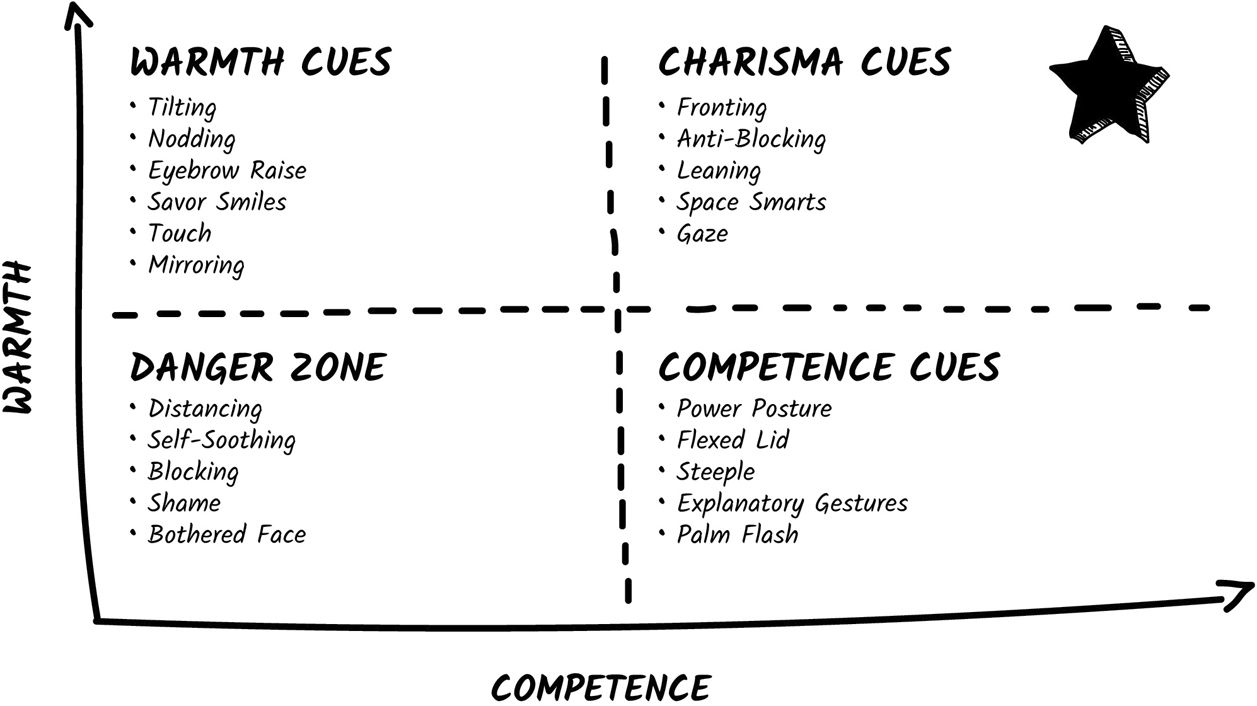 WARMTH CUES
• Tilting
• Nodding
• Eyebrow Raise
• Savor Smiles
• Touch
• Mirroring
CHARISMA CUES
• Fronting
• Anti-Blocking
• Leaning
• Space Smarts
• Gaze
WARMTH
DANGER ZONE
• Distancing
• Self-Soothing
• Blocking
• Shame
• Bothered Face
COMPETENCE CUES
• Power Posture
• Flexed Lid
• Steeple
• Explanatory Gestures
• Palm Flash
COMPETENCE